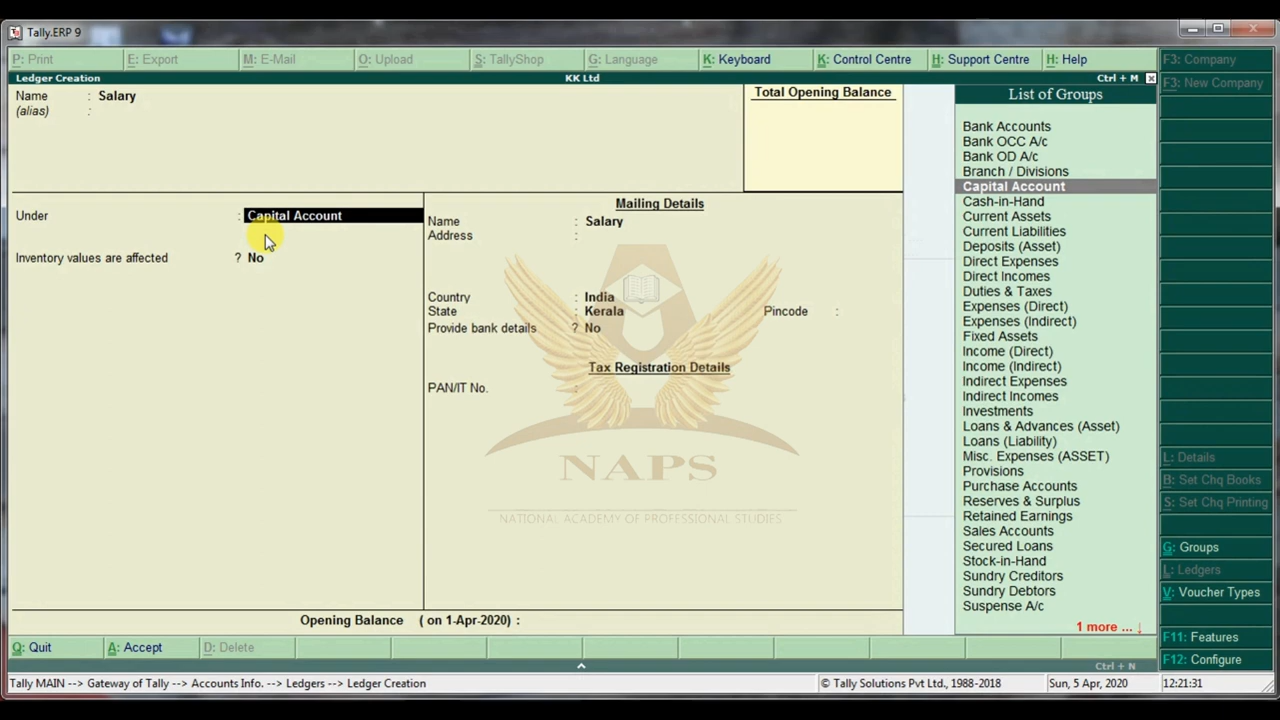 Tally.ERP 9
P: Print E: Export M: E-Mail O: Upload S: TallyShop G: Language K: Keyboard K: Control Centre H: Support Centre H: Help
Ledger Creation KK Ltd Ctrl + M
Name : Salary
(alias) :
Total Opening Balance
Under : Capital Account
Inventory values are affected ? No
Mailing Details
Name : Salary
Address :
Country : India
State : Kerala Pincode :
Provide bank details ? No
Tax Registration Details
PAN/IT No. :
NAPS
NATIONAL ACADEMY OF PROFESSIONAL STUDIES
Opening Balance ( on 1-Apr-2020) :
List of Groups
Bank Accounts
Bank OCC A/c
Bank OD A/c
Branch / Divisions
Capital Account
Cash-in-Hand
Current Assets
Current Liabilities
Deposits (Asset)
Direct Expenses
Direct Incomes
Duties & Taxes
Expenses (Direct)
Expenses (Indirect)
Fixed Assets
Income (Direct)
Income (Indirect)
Indirect Expenses
Indirect Incomes
Investments
Loans & Advances (Asset)
Loans (Liability)
Misc. Expenses (ASSET)
Provisions
Purchase Accounts
Reserves & Surplus
Retained Earnings
Sales Accounts
Secured Loans
Stock-in-Hand
Sundry Creditors
Sundry Debtors
Suspense A/c
1 more ... ↓
F3: Company
F3: New Company
L: Details
B: Set Chq Books
S: Set Chq Printing
G: Groups
L: Ledgers
V: Voucher Types
F11: Features
F12: Configure
Q: Quit A: Accept D: Delete
Ctrl + N
Tally MAIN --> Gateway of Tally --> Accounts Info. --> Ledgers --> Ledger Creation © Tally Solutions Pvt Ltd., 1988-2018 Sun, 5 Apr, 2020 12:21:31